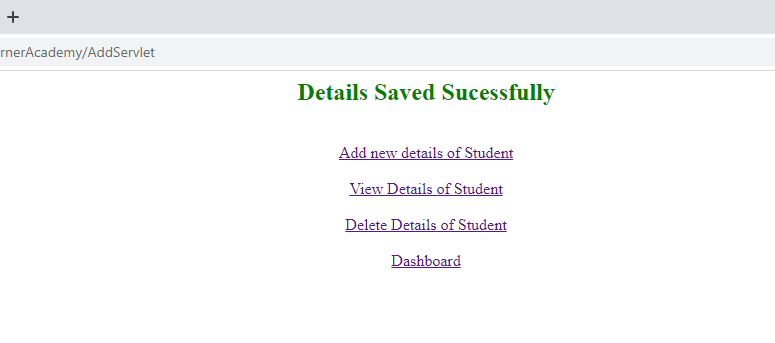 rnerAcademy/AddServlet
Details Saved Sucessfully
Add new details of Student
View Details of Student
Delete Details of Student
Dashboard